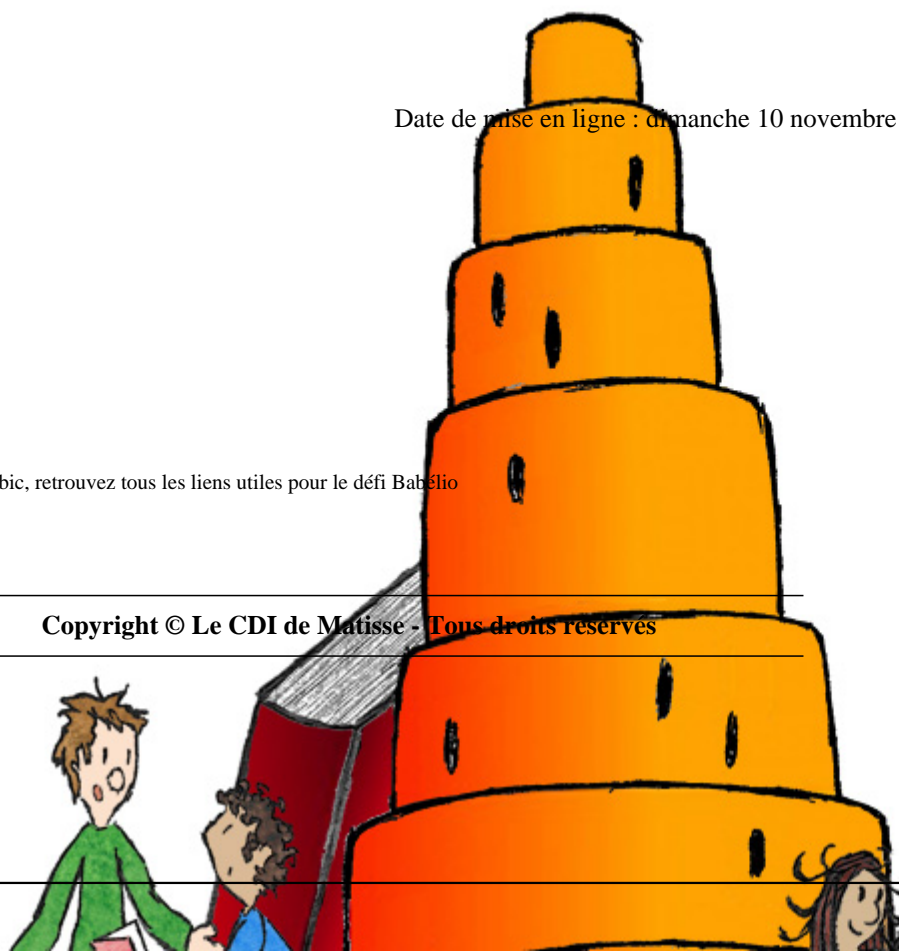 Date de mise en ligne : dimanche 10 novembre
bic, retrouvez tous les liens utiles pour le défi Babélio
Copyright © Le CDI de Matisse - Tous droits réservés